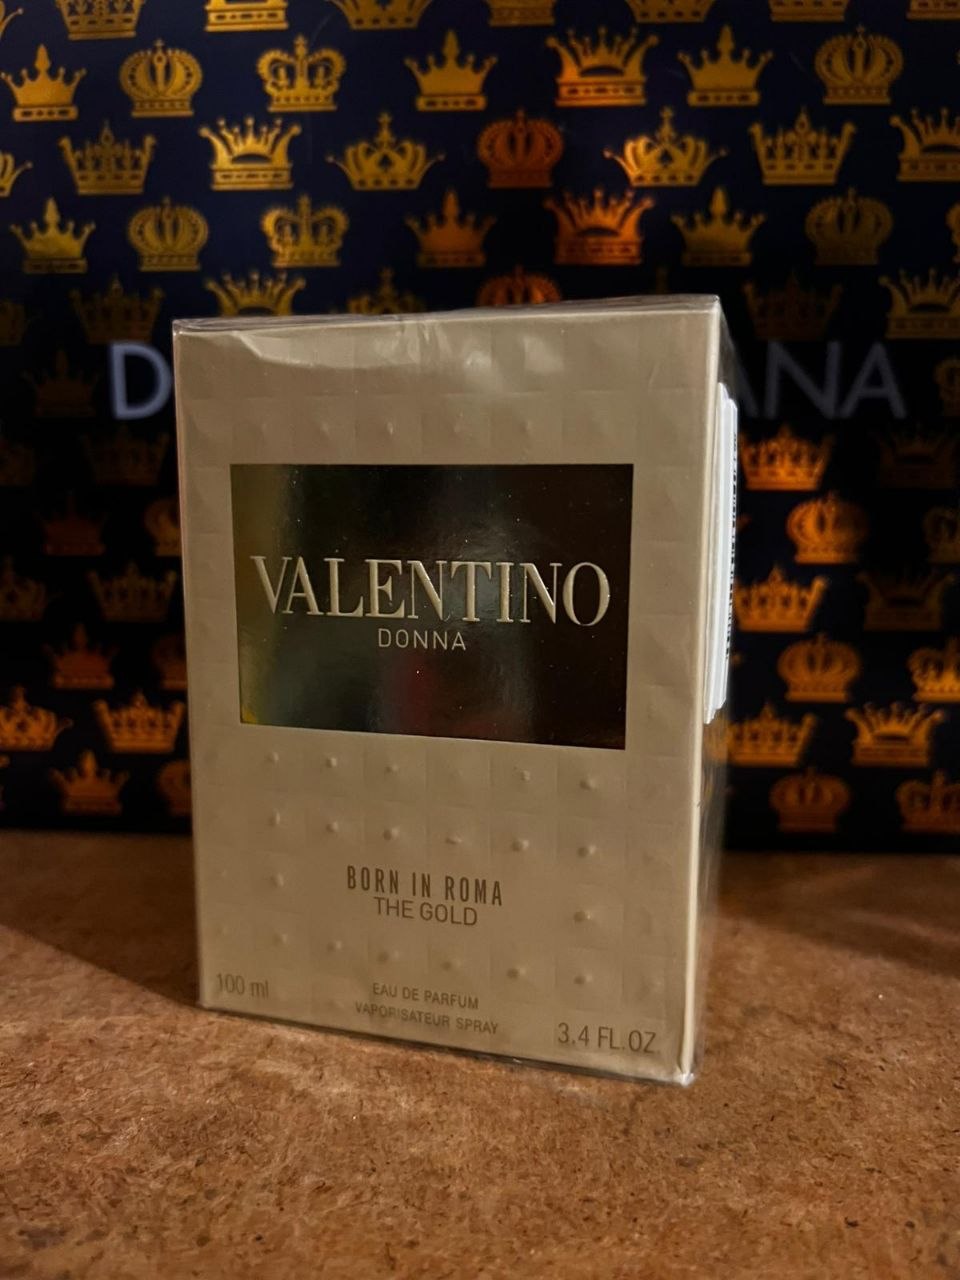 D ANA
VALENTINO
DONNA
BORN IN ROMA
THE GOLD
100 ml
EAU DE PARFUM
VAPORISATEUR SPRAY
3.4 FL.OZ